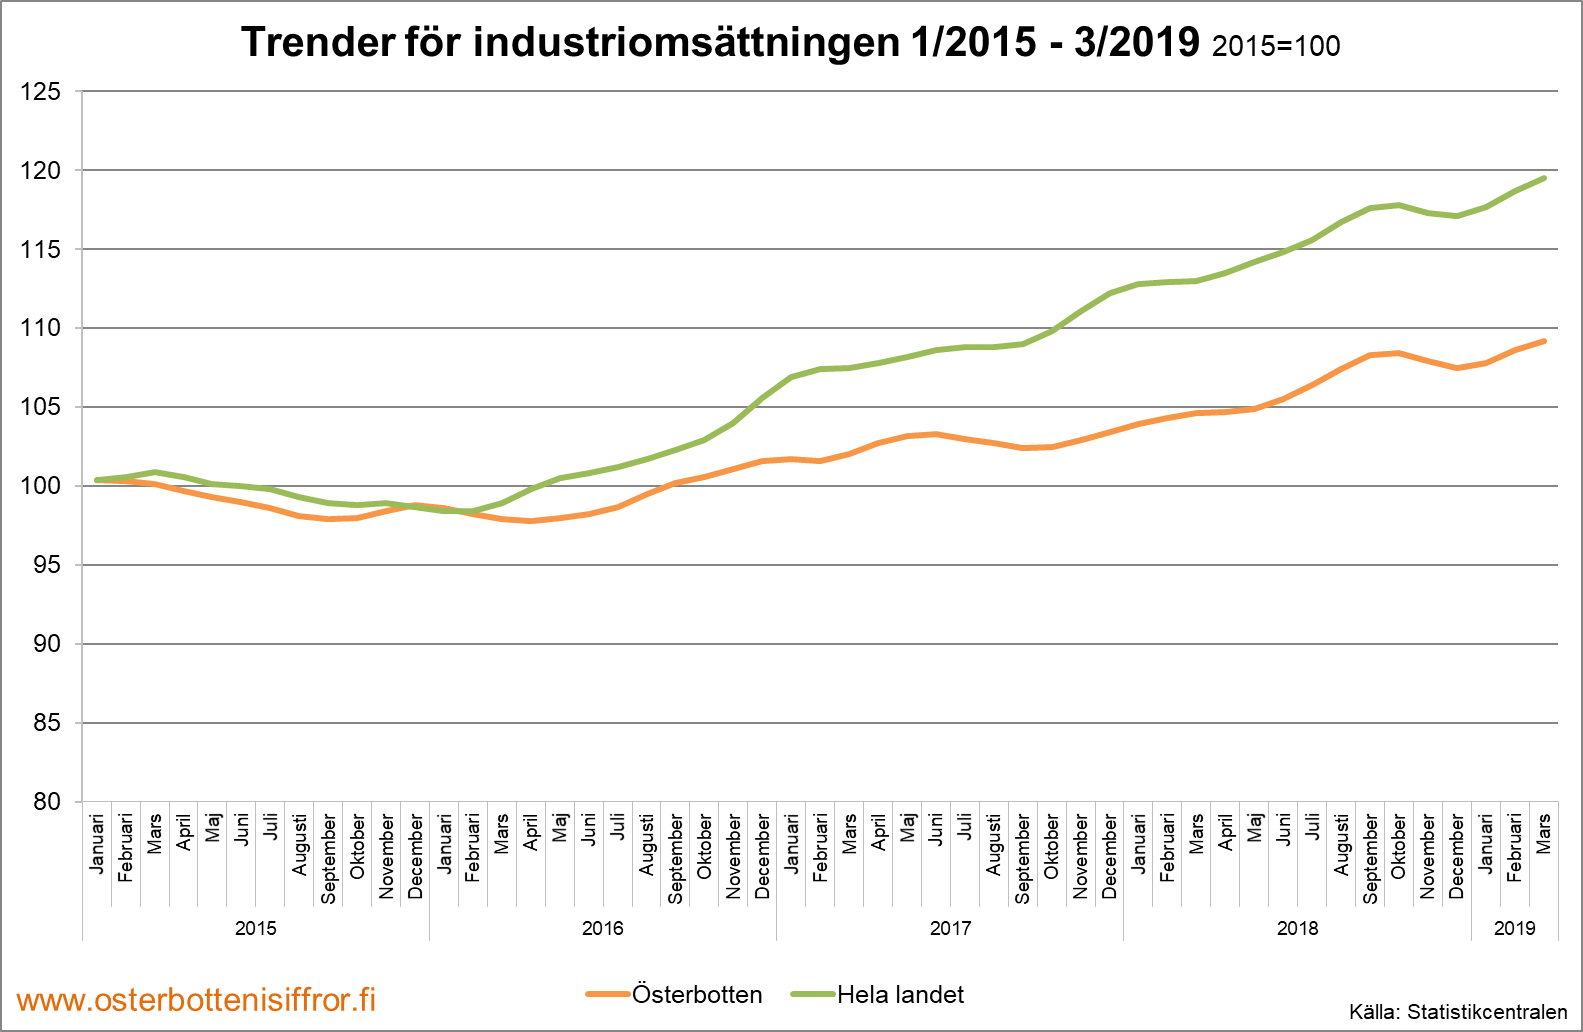 Trender för industriomsättningen 1/2015 - 3/2019 2015=100
125
120
115
110
105
100
95
90
85
80
Januari Februari Mars April Maj Juni Juli Augusti September Oktober November December Januari Februari Mars April Maj Juni Juli Augusti September Oktober November December Januari Februari Mars April Maj Juni Juli Augusti September Oktober November December Januari Februari Mars April Maj Juni Juli Augusti September Oktober November December Januari Februari Mars
2015 2016 2017 2018 2019
Österbotten Hela landet
www.osterbottenisiffror.fi
Källa: Statistikcentralen